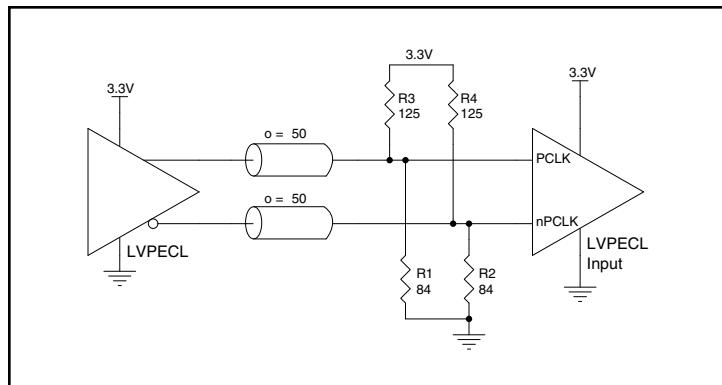 3.3V
3.3V
3.3V
R3
125
R4
125
o = 50
PCLK
o = 50
nPCLK
LVPECL
LVPECL
Input
R1
84
R2
84